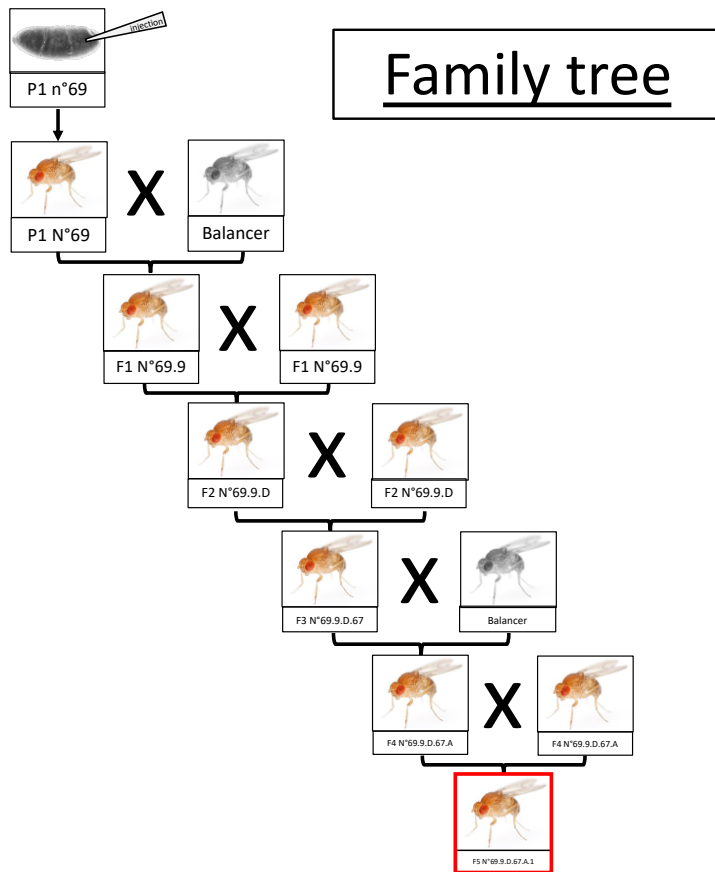 injection
Family tree
P1 n°69
P1 N°69
X
Balancer
F1 N°69.9
X
F1 N°69.9
F2 N°69.9.D
X
F2 N°69.9.D
F3 N°69.9.D.67
X
Balancer
F4 N°69.9.D.67.A
X
F4 N°69.9.D.67.A
F5 N°69.9.D.67.A.1